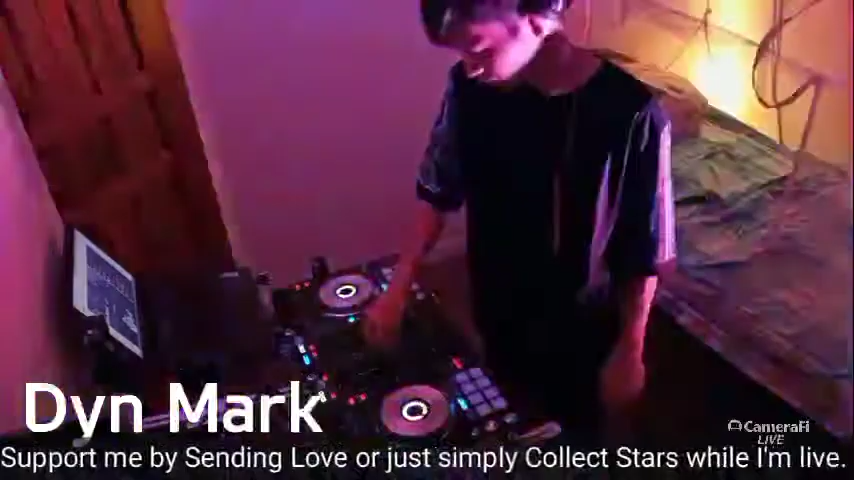 Dyn Mark
CameraFi
LIVE
Support me by Sending Love or just simply Collect Stars while I'm live.